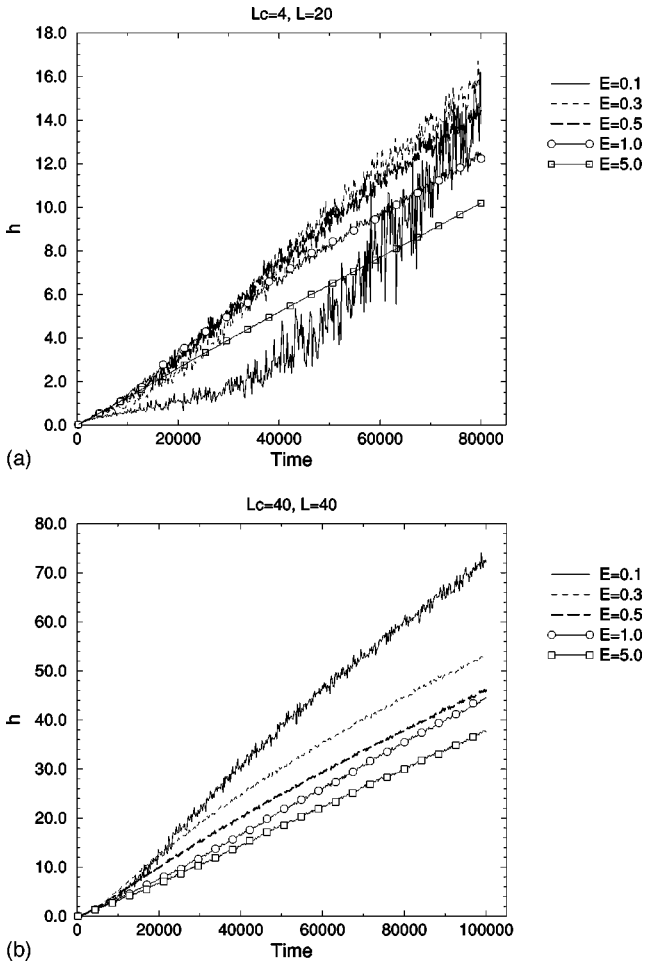 Lc=4, L=20
18.0
16.0
14.0
12.0
10.0
8.0
6.0
4.0
2.0
0.0
h
0
20000
40000
60000
80000
Time
E=0.1
E=0.3
E=0.5
E=1.0
E=5.0
(a)
Lc=40, L=40
80.0
70.0
60.0
50.0
40.0
30.0
20.0
10.0
0.0
h
0
20000
40000
60000
80000
100000
Time
E=0.1
E=0.3
E=0.5
E=1.0
E=5.0
(b)